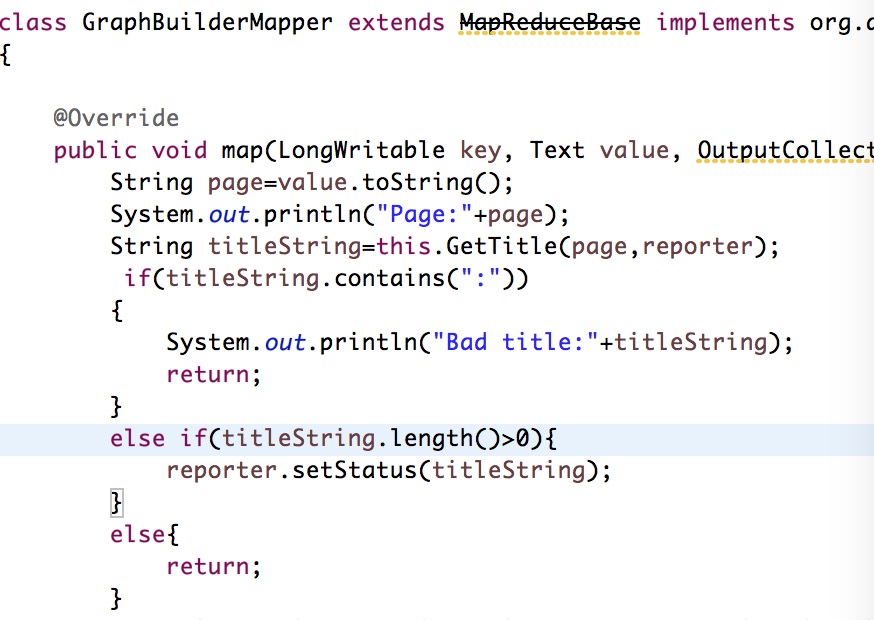 class GraphBuilderMapper extends MapReduceBase implements org.
{
@Override
public void map(LongWritable key, Text value, OutputCollect
String page=value.toString();
System.out.println("Page:"+page);
String titleString=this.GetTitle(page,reporter);
if(titleString.contains(":"))
{
System.out.println("Bad title:"+titleString);
return;
}
else if(titleString.length()>0){
reporter.setStatus(titleString);
}
else{
return;
}